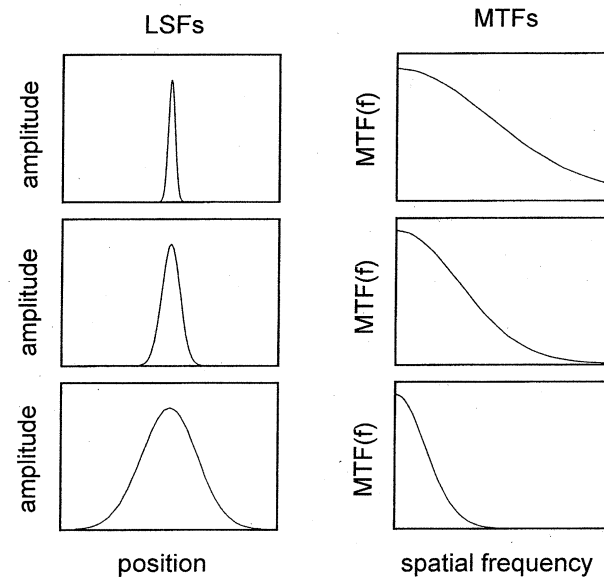 LSFs
MTFs
amplitude
MTF(f)
amplitude
MTF(f)
amplitude
MTF(f)
position
spatial frequency